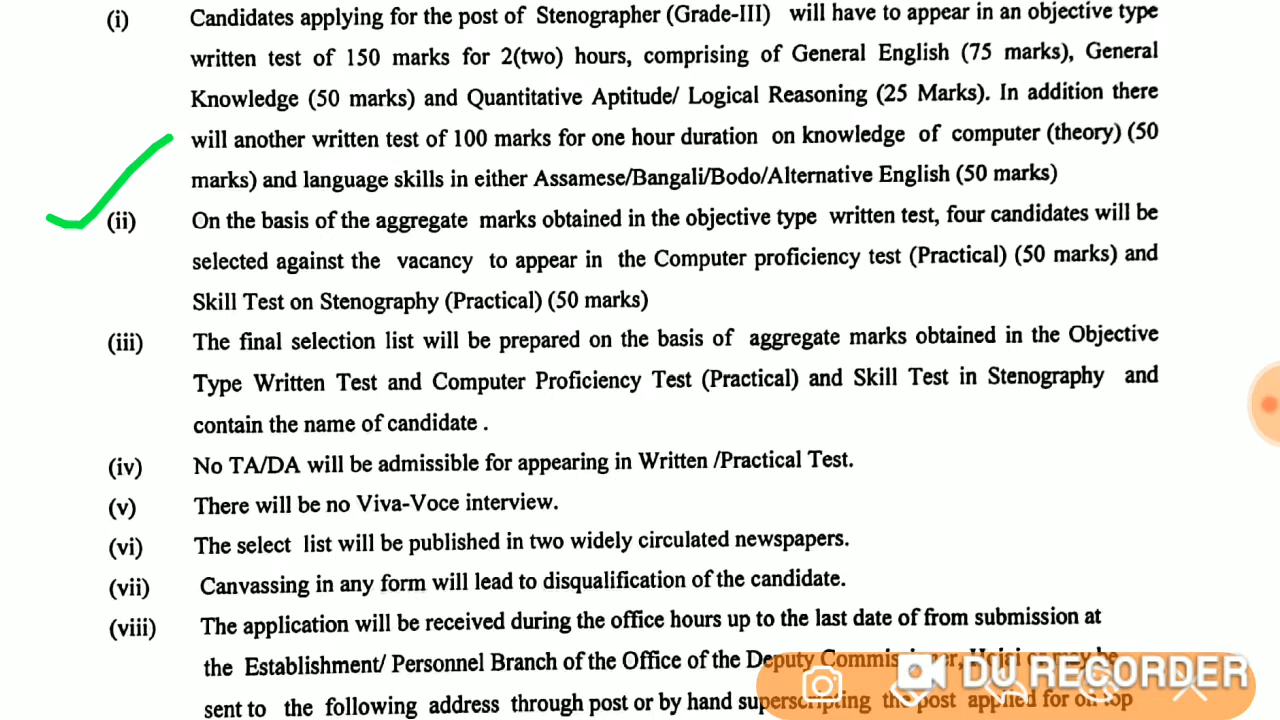 (i) Candidates applying for the post of Stenographer (Grade-III) will have to appear in an objective type
written test of 150 marks for 2(two) hours, comprising of General English (75 marks), General
Knowledge (50 marks) and Quantitative Aptitude/ Logical Reasoning (25 Marks). In addition there
will another written test of 100 marks for one hour duration on knowledge of computer (theory) (50
marks) and language skills in either Assamese/Bangali/Bodo/Alternative English (50 marks)
(ii) On the basis of the aggregate marks obtained in the objective type written test, four candidates will be
selected against the vacancy to appear in the Computer proficiency test (Practical) (50 marks) and
Skill Test on Stenography (Practical) (50 marks)
(iii) The final selection list will be prepared on the basis of aggregate marks obtained in the Objective
Type Written Test and Computer Proficiency Test (Practical) and Skill Test in Stenography and
contain the name of candidate .
(iv) No TA/DA will be admissible for appearing in Written /Practical Test.
(v) There will be no Viva-Voce interview.
(vi) The select list will be published in two widely circulated newspapers.
(vii) Canvassing in any form will lead to disqualification of the candidate.
(viii) The application will be received during the office hours up to the last date of from submission at
the Establishment/ Personnel Branch of the Office of the Deputy
sent to the following address through post or by hand superscripting the post applied for on top
DU RECORDER